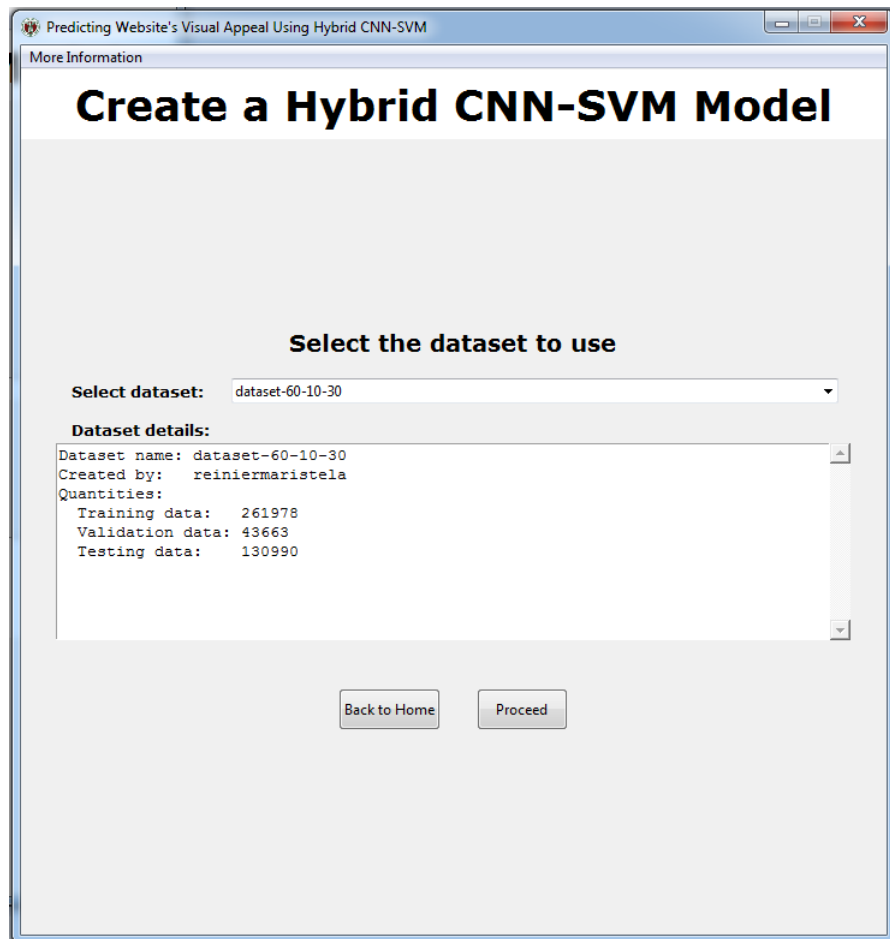 Predicting Website's Visual Appeal Using Hybrid CNN-SVM
More Information
Create a Hybrid CNN-SVM Model
Select the dataset to use
Select dataset: dataset-60-10-30
Dataset details:
Dataset name: dataset-60-10-30
Created by: reiniermaristela
Quantities:
Training data: 261978
Validation data: 43663
Testing data: 130990
Back to Home Proceed